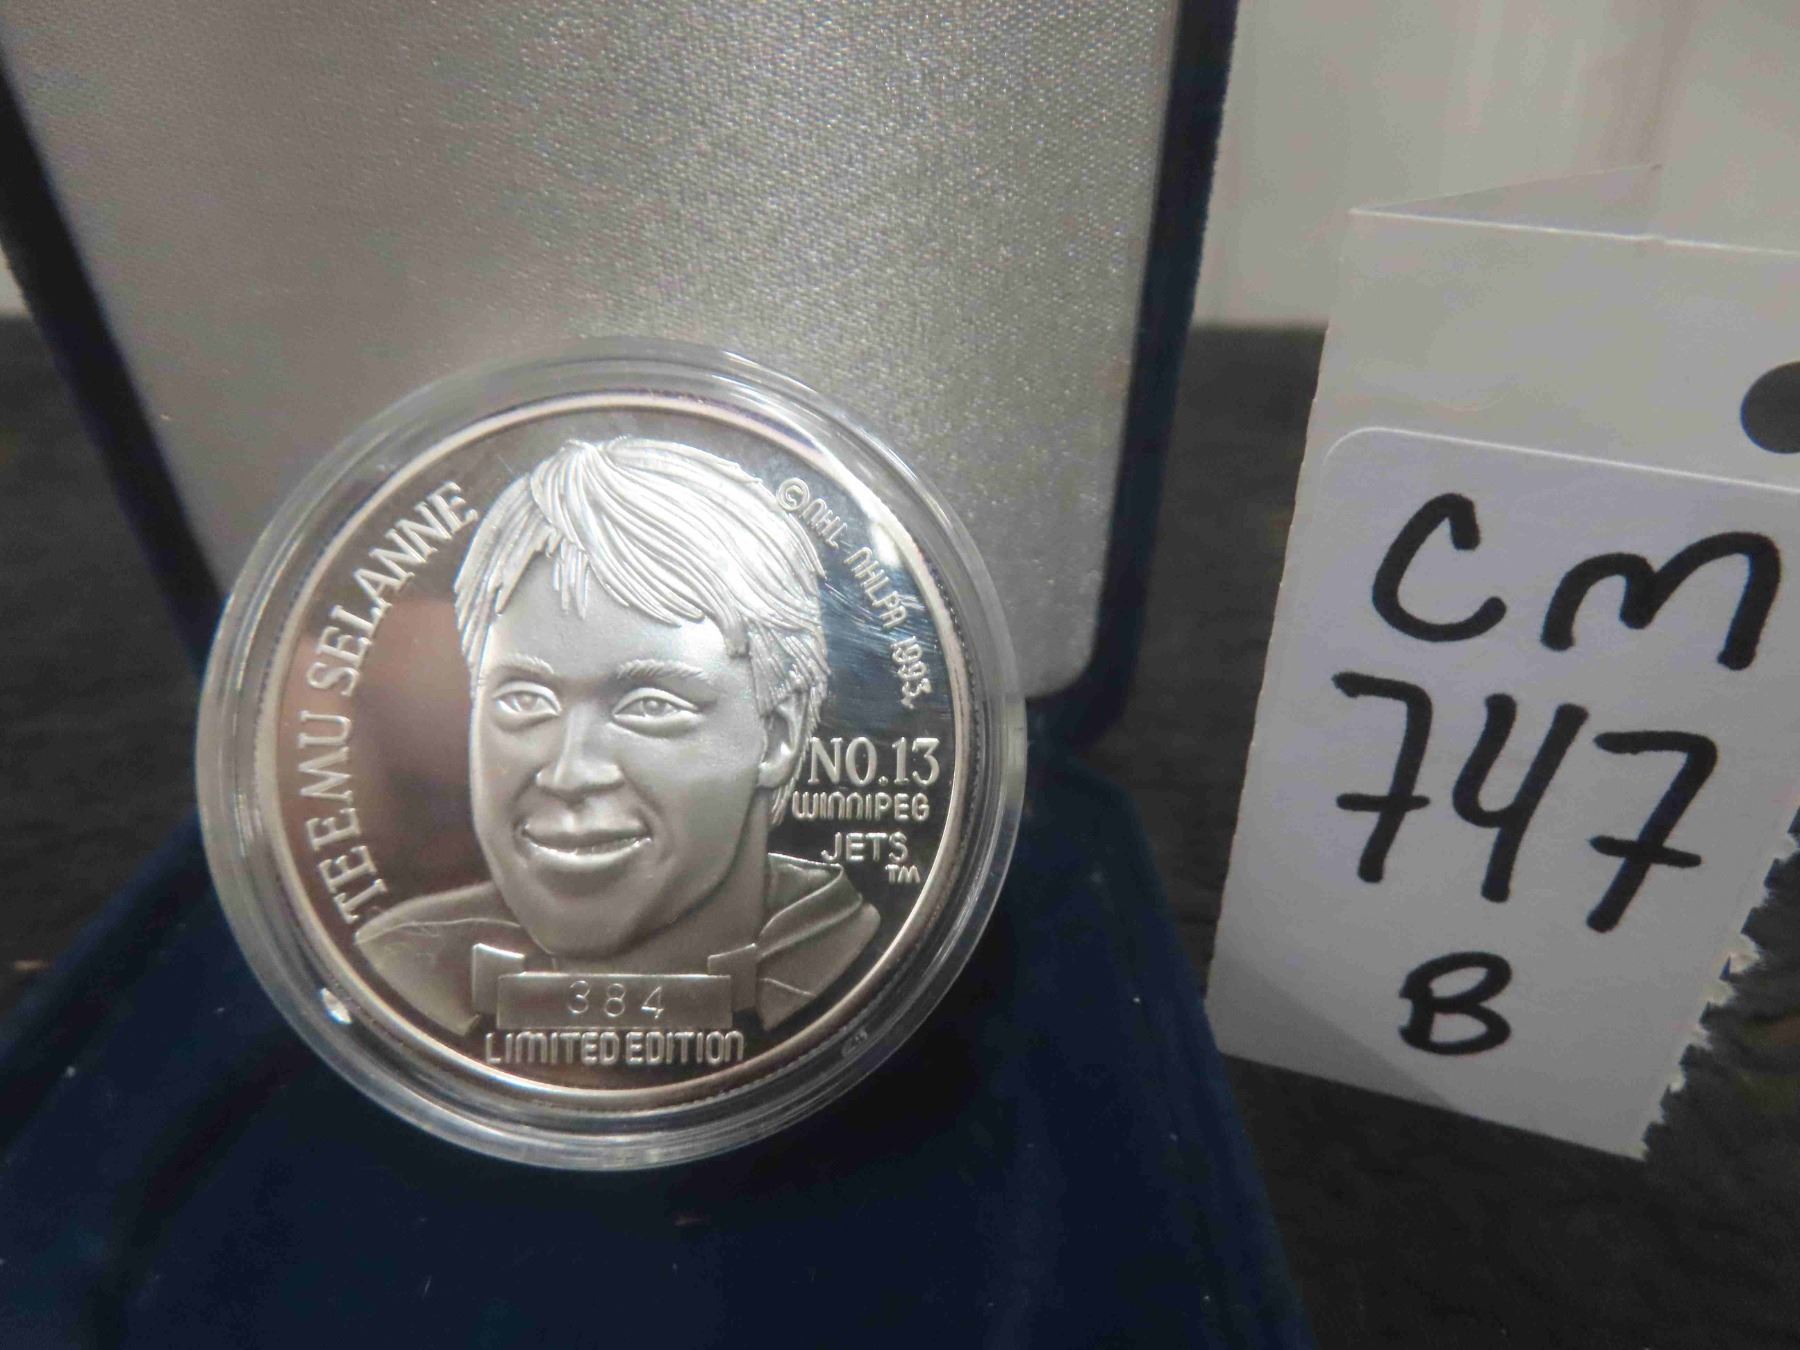 TEEMU SELANNE
©NHL NHLPA 1993.
NO.13
WINNIPEG
JETS
TM
384
LIMITED EDITION
CM
747
B